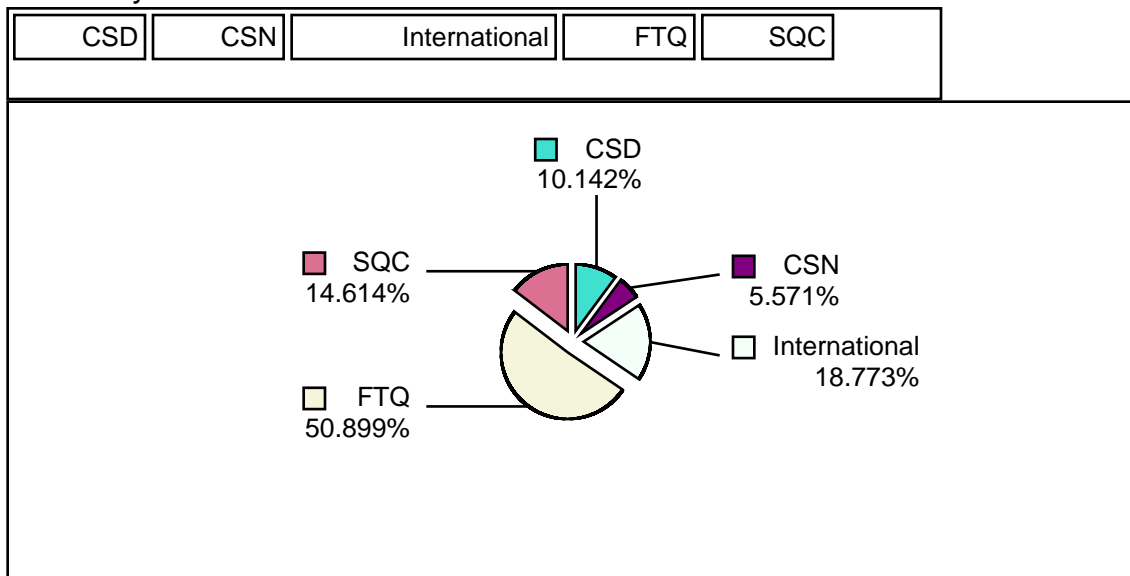 CSD CSN International FTQ SQC
CSD
10.142%
SQC
14.614%
CSN
5.571%
International
18.773%
FTQ
50.899%